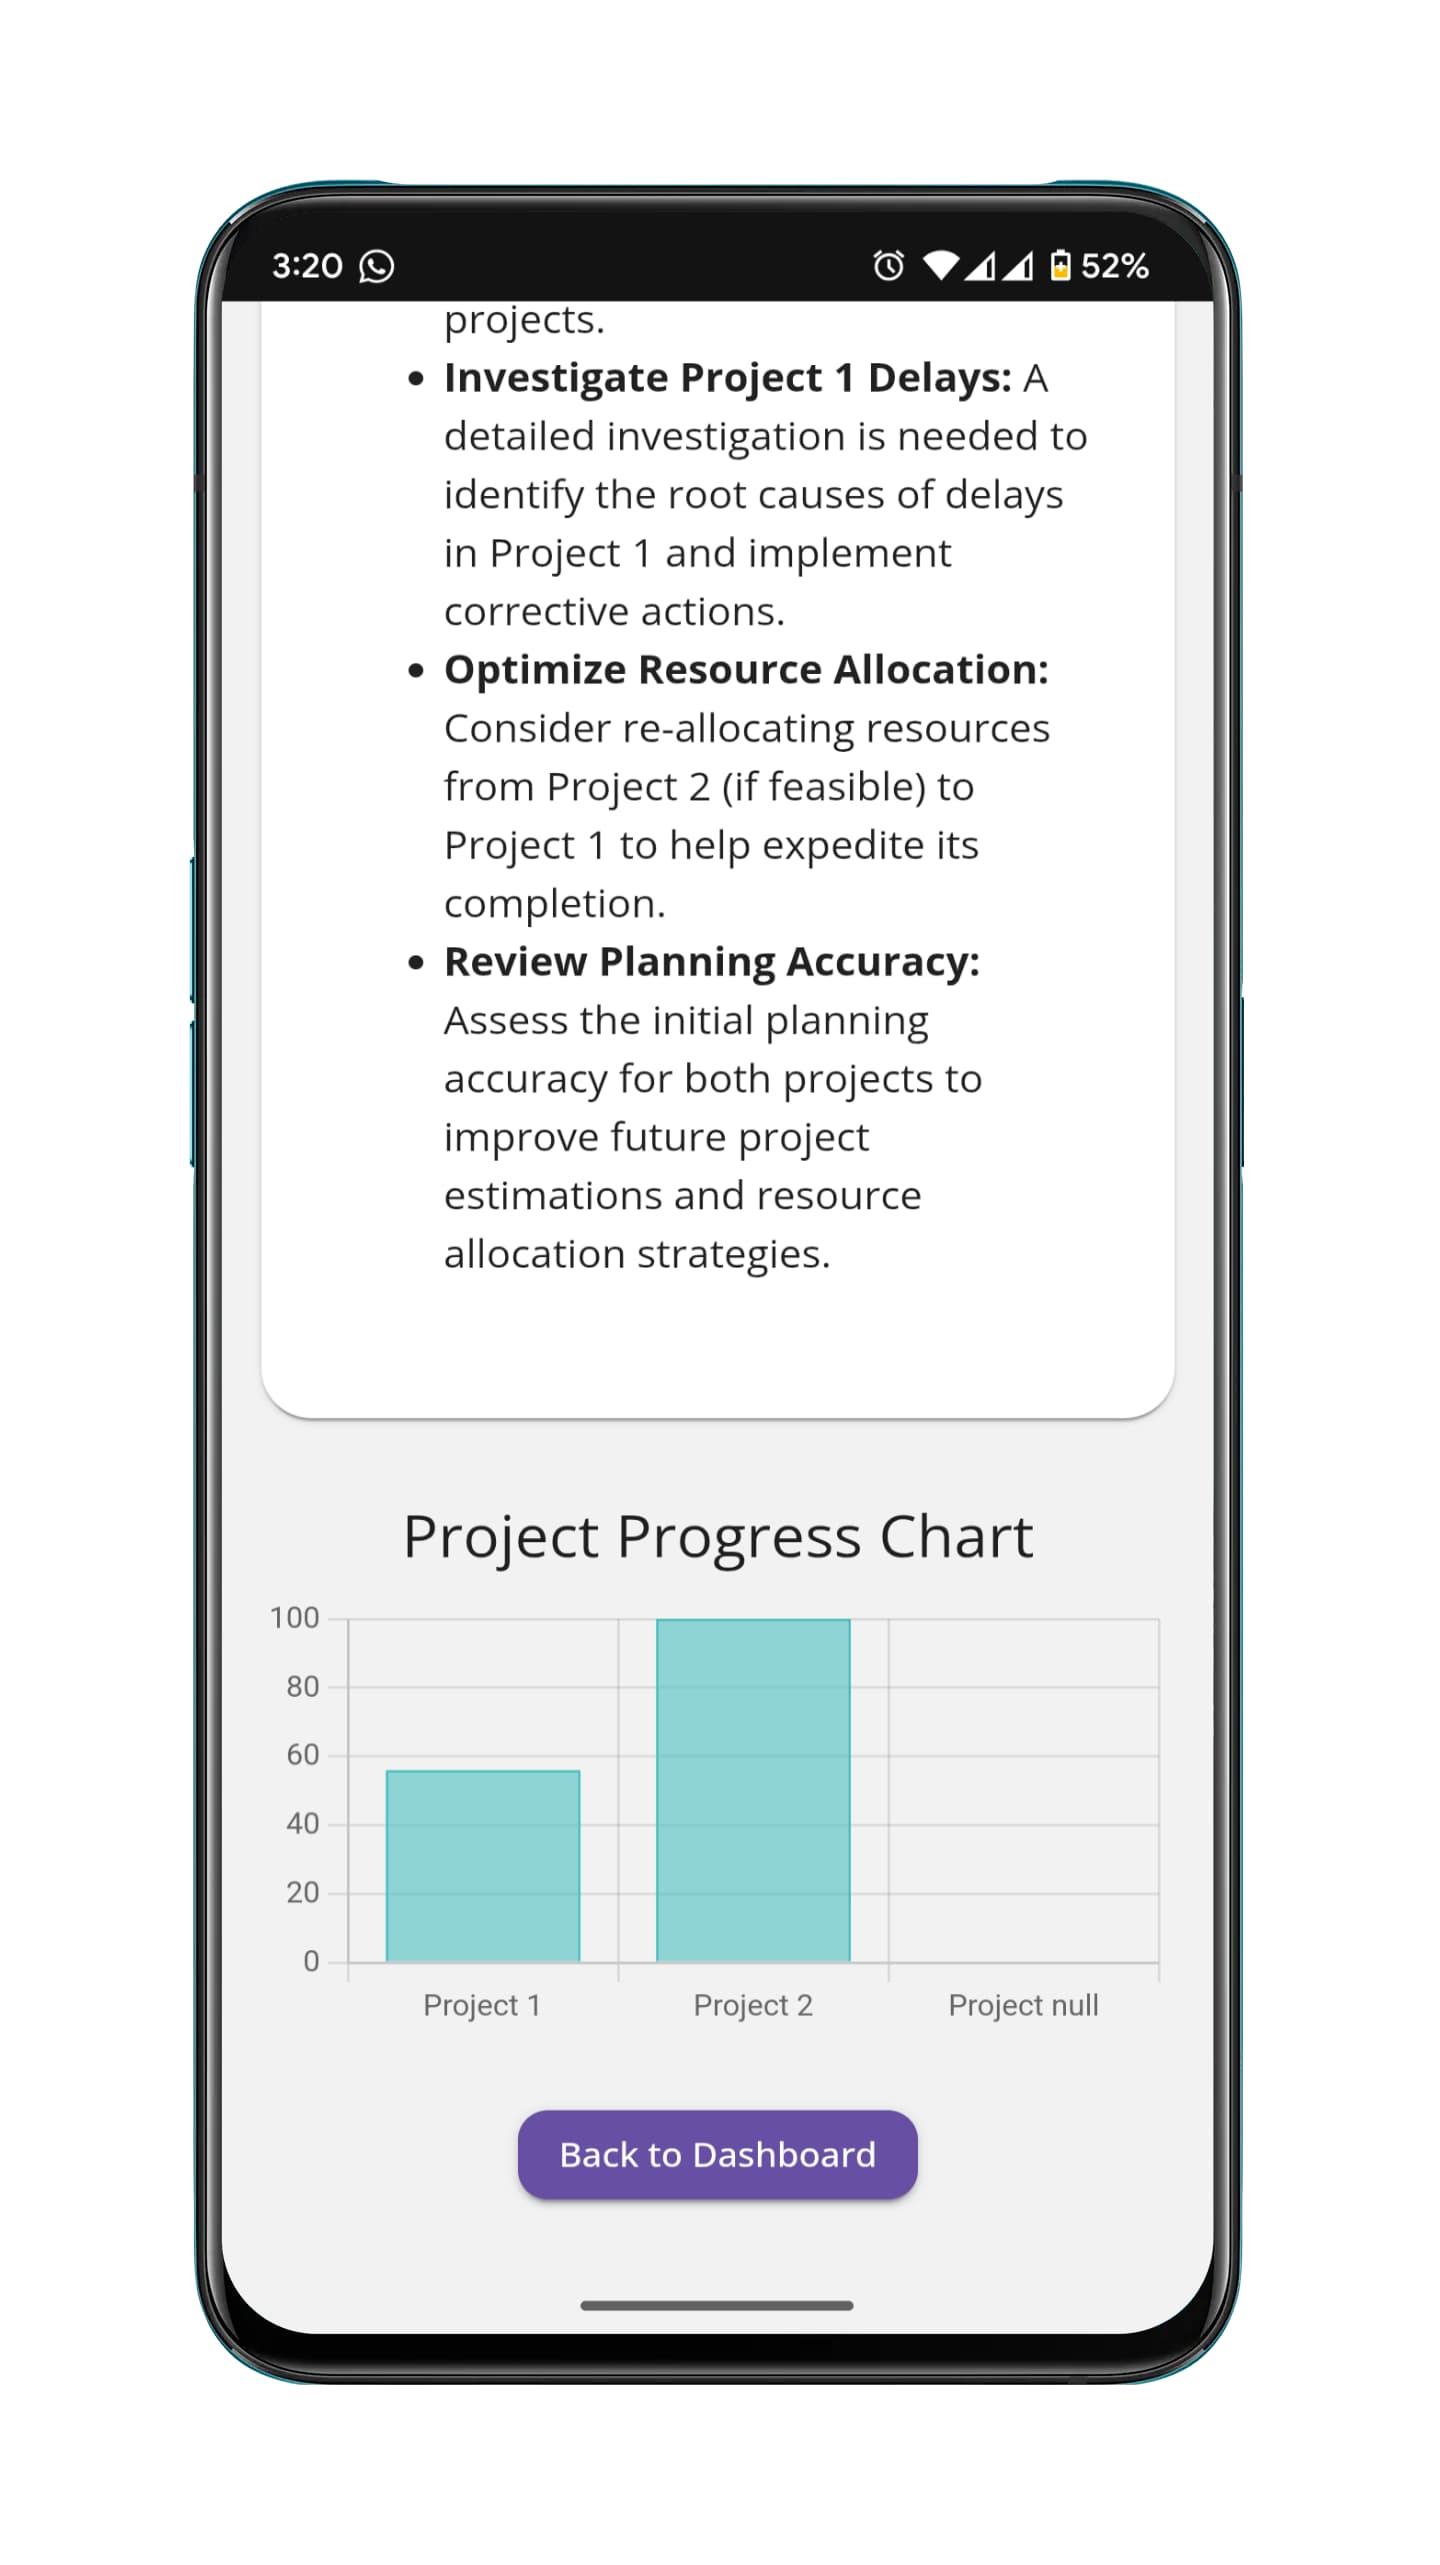 3:20 52%
projects.
• Investigate Project 1 Delays: A
detailed investigation is needed to
identify the root causes of delays
in Project 1 and implement
corrective actions.
• Optimize Resource Allocation:
Consider re-allocating resources
from Project 2 (if feasible) to
Project 1 to help expedite its
completion.
• Review Planning Accuracy:
Assess the initial planning
accuracy for both projects to
improve future project
estimations and resource
allocation strategies.
Project Progress Chart
100
80
60
40
20
0
Project 1 Project 2 Project null
Back to Dashboard